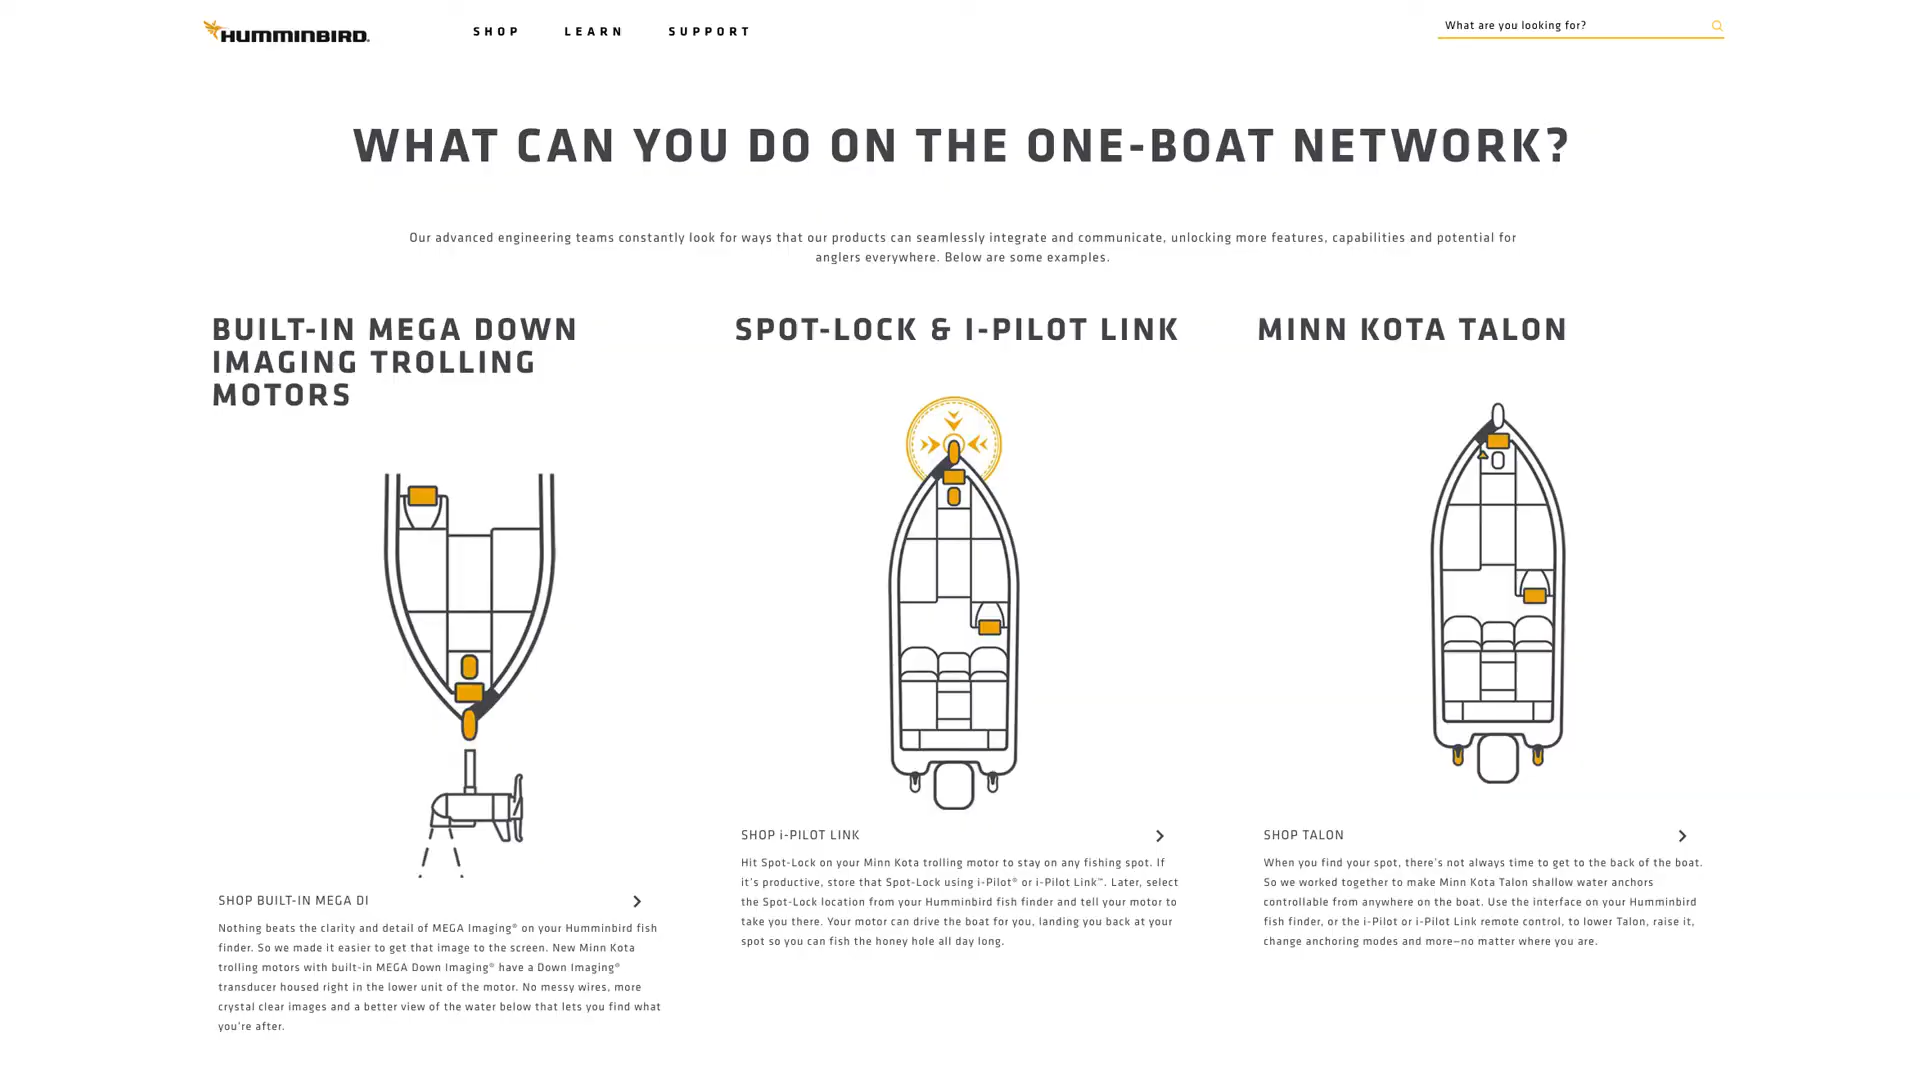 HUMMINBIRD.
SHOP LEARN SUPPORT
What are you looking for?
WHAT CAN YOU DO ON THE ONE-BOAT NETWORK?
Our advanced engineering teams constantly look for ways that our products can seamlessly integrate and communicate, unlocking more features, capabilities and potential for
anglers everywhere. Below are some examples.
BUILT-IN MEGA DOWN
IMAGING TROLLING
MOTORS
SHOP BUILT-IN MEGA DI
Nothing beats the clarity and detail of MEGA Imaging® on your Humminbird fish
finder. So we made it easier to get that image to the screen. New Minn Kota
trolling motors with built-in MEGA Down Imaging® have a Down Imaging®
transducer housed right in the lower unit of the motor. No messy wires, more
crystal clear images and a better view of the water below that lets you find what
you're after.
SPOT-LOCK & I-PILOT LINK
SHOP i-PILOT LINK
Hit Spot-Lock on your Minn Kota trolling motor to stay on any fishing spot. If
it's productive, store that Spot-Lock using i-Pilot® or i-Pilot Link™. Later, select
the Spot-Lock location from your Humminbird fish finder and tell your motor to
take you there. Your motor can drive the boat for you, landing you back at your
spot so you can fish the honey hole all day long.
MINN KOTA TALON
SHOP TALON
When you find your spot, there's not always time to get to the back of the boat.
So we worked together to make Minn Kota Talon shallow water anchors
controllable from anywhere on the boat. Use the interface on your Humminbird
fish finder, or the i-Pilot or i-Pilot Link remote control, to lower Talon, raise it,
change anchoring modes and more—no matter where you are.